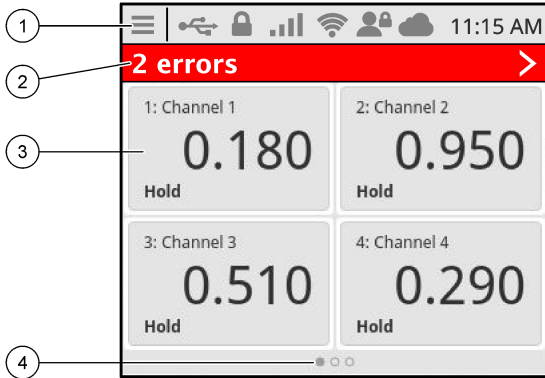 1
11:15 AM
2
2 errors
3
1: Channel 1
0.180
Hold
2: Channel 2
0.950
Hold
3: Channel 3
0.510
Hold
4: Channel 4
0.290
Hold
4